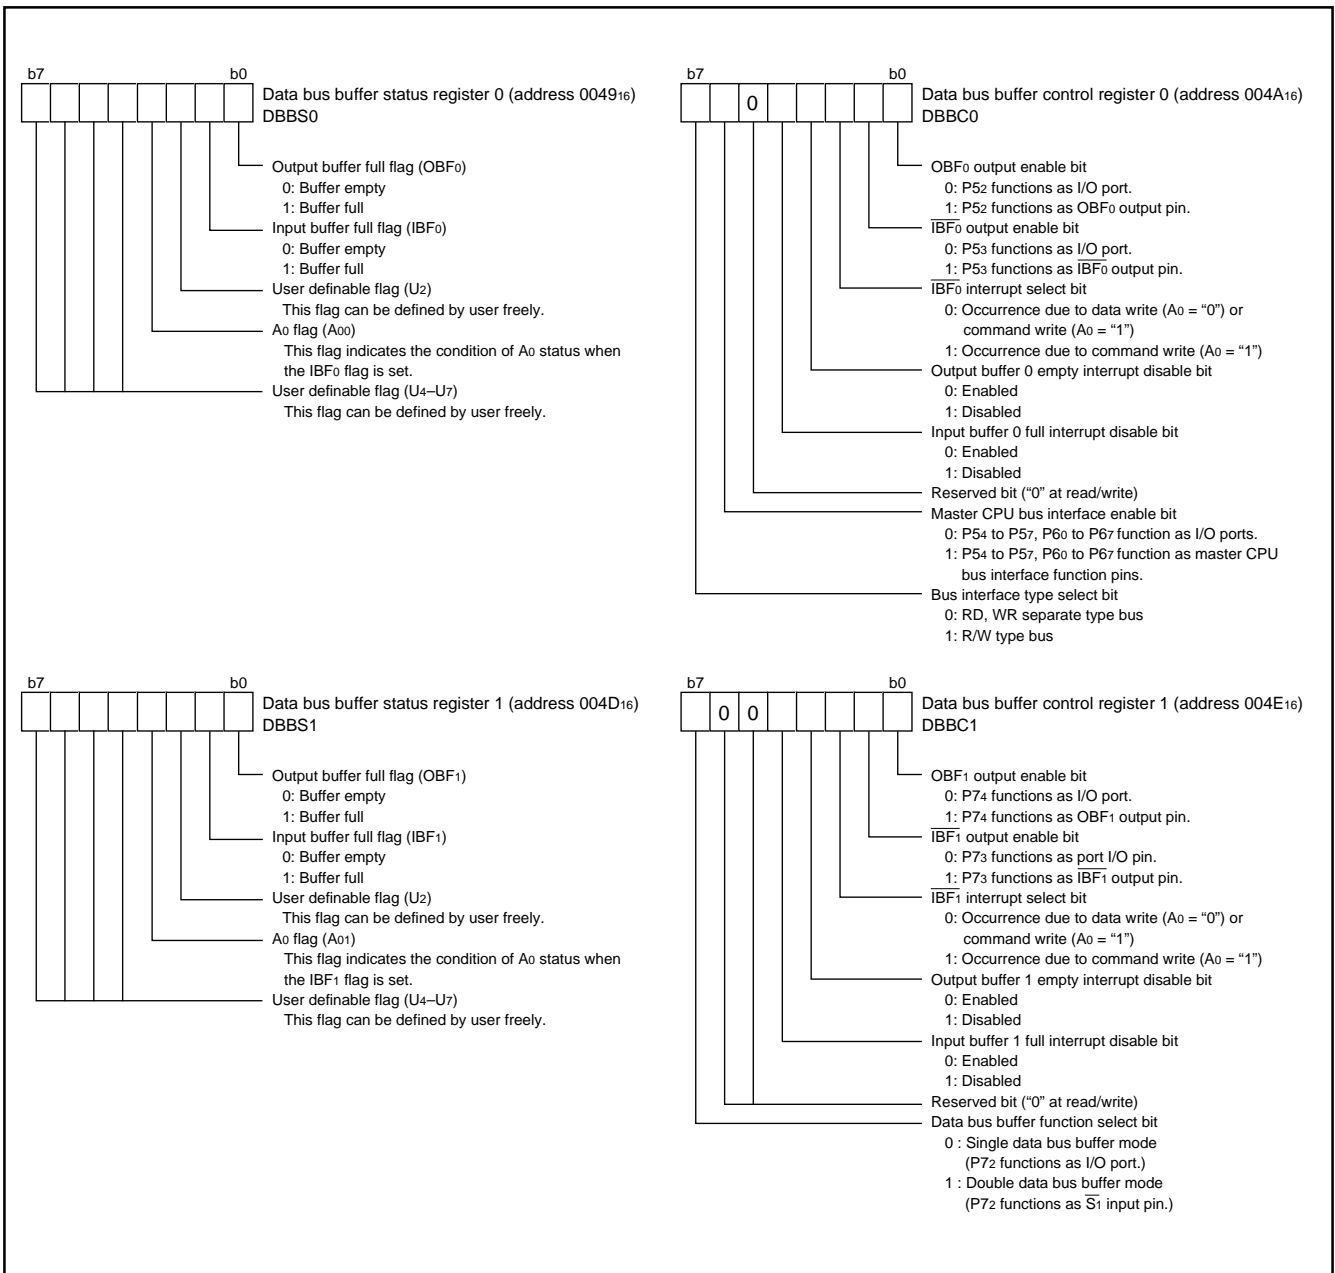 b7 b0
Data bus buffer status register 0 (address 0049₁₆)
DBBS0
Output buffer full flag (OBF₀)
0: Buffer empty
1: Buffer full
Input buffer full flag (IBF₀)
0: Buffer empty
1: Buffer full
User definable flag (U₂)
This flag can be defined by user freely.
A₀ flag (A₀₀)
This flag indicates the condition of A₀ status when
the IBF₀ flag is set.
User definable flag (U₄–U₇)
This flag can be defined by user freely.
b7 b0
0
Data bus buffer control register 0 (address 004A₁₆)
DBBC0
OBF₀ output enable bit
0: P5₂ functions as I/O port.
1: P5₂ functions as OBF₀ output pin.
I̅B̅F̅₀ output enable bit
0: P5₃ functions as I/O port.
1: P5₃ functions as I̅B̅F̅₀ output pin.
I̅B̅F̅₀ interrupt select bit
0: Occurrence due to data write (A₀ = “0”) or
command write (A₀ = “1”)
1: Occurrence due to command write (A₀ = “1”)
Output buffer 0 empty interrupt disable bit
0: Enabled
1: Disabled
Input buffer 0 full interrupt disable bit
0: Enabled
1: Disabled
Reserved bit (“0” at read/write)
Master CPU bus interface enable bit
0: P5₄ to P5₇, P6₀ to P6₇ function as I/O ports.
1: P5₄ to P5₇, P6₀ to P6₇ function as master CPU
bus interface function pins.
Bus interface type select bit
0: RD, WR separate type bus
1: R/W type bus
b7 b0
Data bus buffer status register 1 (address 004D₁₆)
DBBS1
Output buffer full flag (OBF₁)
0: Buffer empty
1: Buffer full
Input buffer full flag (IBF₁)
0: Buffer empty
1: Buffer full
User definable flag (U₂)
This flag can be defined by user freely.
A₀ flag (A₀₁)
This flag indicates the condition of A₀ status when
the IBF₁ flag is set.
User definable flag (U₄–U₇)
This flag can be defined by user freely.
b7 b0
0 0
Data bus buffer control register 1 (address 004E₁₆)
DBBC1
OBF₁ output enable bit
0: P7₄ functions as I/O port.
1: P7₄ functions as OBF₁ output pin.
I̅B̅F̅₁ output enable bit
0: P7₃ functions as port I/O pin.
1: P7₃ functions as I̅B̅F̅₁ output pin.
I̅B̅F̅₁ interrupt select bit
0: Occurrence due to data write (A₀ = “0”) or
command write (A₀ = “1”)
1: Occurrence due to command write (A₀ = “1”)
Output buffer 1 empty interrupt disable bit
0: Enabled
1: Disabled
Input buffer 1 full interrupt disable bit
0: Enabled
1: Disabled
Reserved bit (“0” at read/write)
Data bus buffer function select bit
0 : Single data bus buffer mode
(P7₂ functions as I/O port.)
1 : Double data bus buffer mode
(P7₂ functions as S̅₁ input pin.)